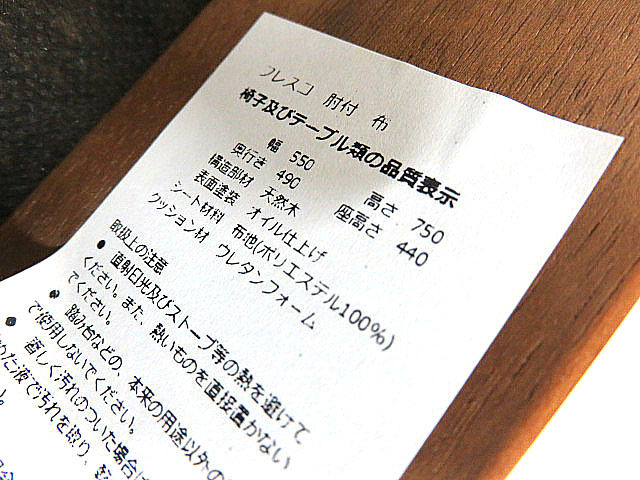 フレスコ 肘付 布
椅子及びテーブル類の品質表示
幅 550 高さ 750
奥行き 490 座高さ 440
構造部材 天然木
表面塗装 オイル仕上げ
シート材料 布地(ポリエステル100%)
クッション材 ウレタンフォーム
取扱上の注意
● 直射日光及びストーブ等の熱を避けて
ください。また、熱いものを直接置かない
でください。
● 踏み台などの、本来の用途以外の
で使用しないでください。
● 著しく汚れのついた場合は
めた液で汚れを取り、